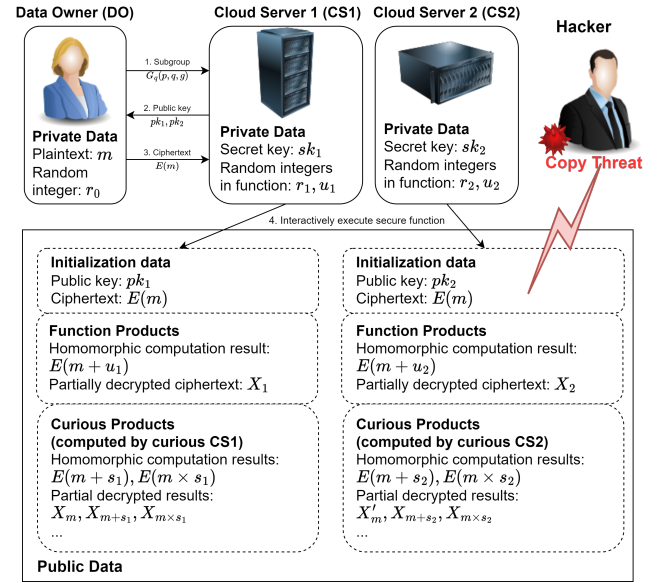 Data Owner (DO)
Cloud Server 1 (CS1)
Cloud Server 2 (CS2)
Hacker
1. Subgroup
G_q(p, q, g)
2. Public key
pk_1, pk_2
3. Ciphertext
E(m)
Private Data
Plaintext: m
Random
integer: r_0
Private Data
Secret key: sk_1
Random integers
in function: r_1, u_1
Private Data
Secret key: sk_2
Random integers
in function: r_2, u_2
Copy Threat
4. Interactively execute secure function
Initialization data
Public key: pk_1
Ciphertext: E(m)
Function Products
Homomorphic computation result:
E(m + u_1)
Partially decrypted ciphertext: X_1
Curious Products
(computed by curious CS1)
Homomorphic computation results:
E(m + s_1), E(m × s_1)
Partial decrypted results:
X_m, X_{m+s_1}, X_{m×s_1}
...
Initialization data
Public key: pk_2
Ciphertext: E(m)
Function Products
Homomorphic computation result:
E(m + u_2)
Partially decrypted ciphertext: X_2
Curious Products
(computed by curious CS2)
Homomorphic computation results:
E(m + s_2), E(m × s_2)
Partial decrypted results:
X'_m, X_{m+s_2}, X_{m×s_2}
...
Public Data